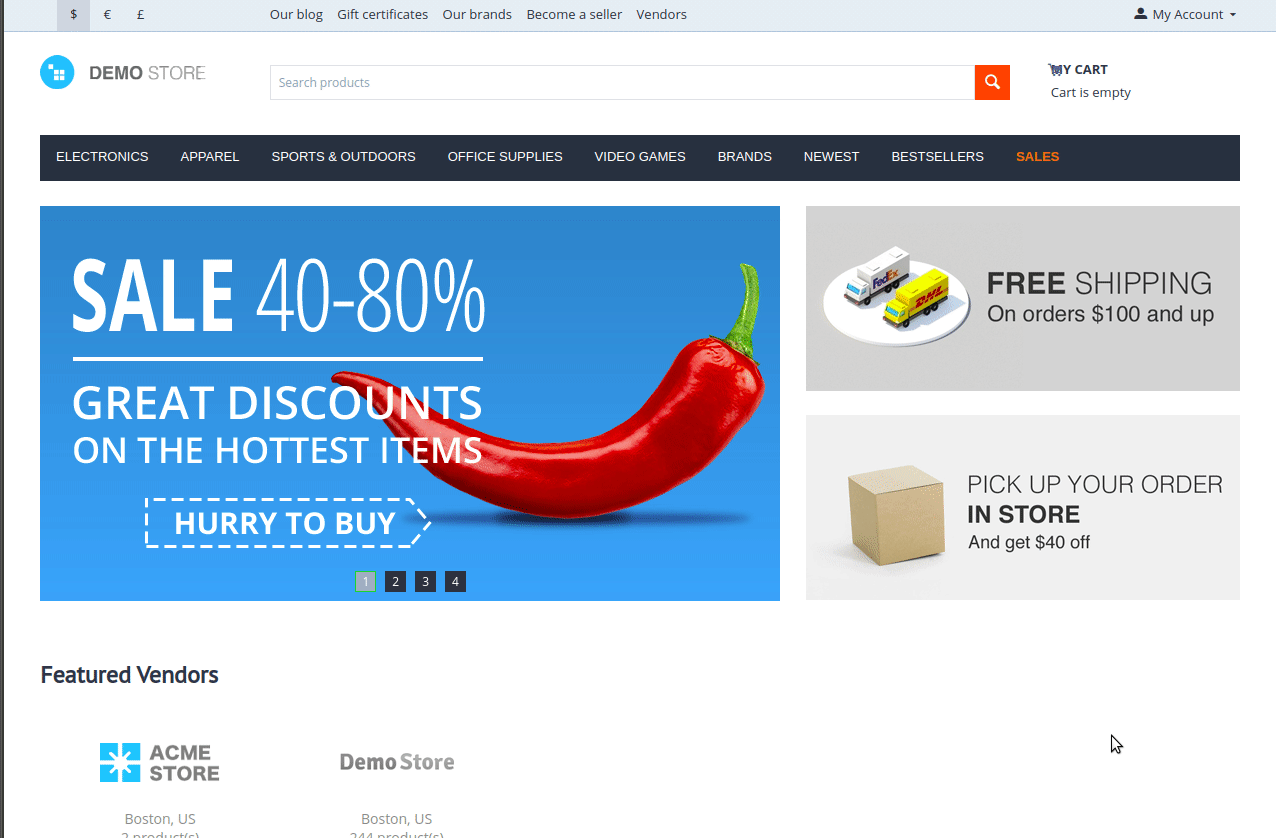 $ € £ Our blog Gift certificates Our brands Become a seller Vendors My Account
DEMO STORE
Search products
MY CART
Cart is empty
ELECTRONICS APPAREL SPORTS & OUTDOORS OFFICE SUPPLIES VIDEO GAMES BRANDS NEWEST BESTSELLERS SALES
SALE 40-80%
GREAT DISCOUNTS
ON THE HOTTEST ITEMS
HURRY TO BUY
1 2 3 4
FedEx
DHL
FREE SHIPPING
On orders $100 and up
PICK UP YOUR ORDER
IN STORE
And get $40 off
Featured Vendors
ACME
STORE
Boston, US
2 product(s)
Demo Store
Boston, US
244 product(s)